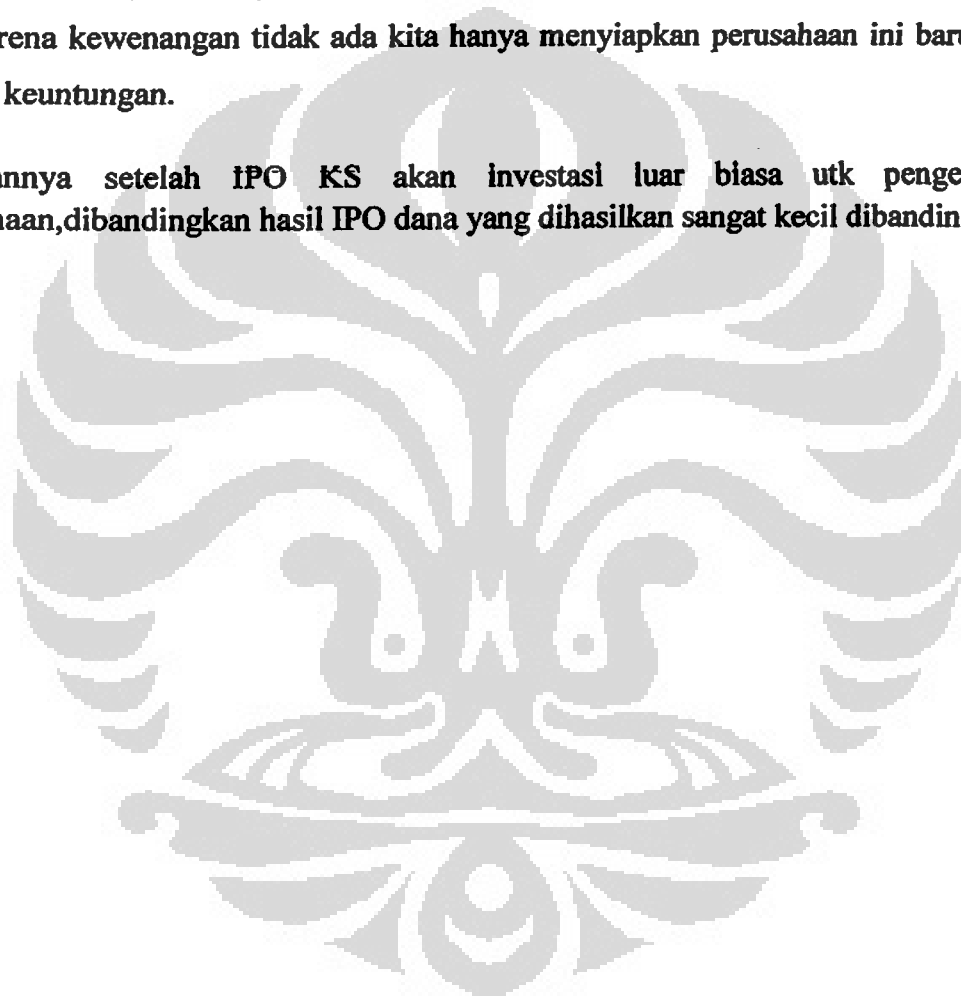 rena kewenangan tidak ada kita hanya menyiapkan perusahaan ini bar
keuntungan.
annya setelah IPO KS akan investasi luar biasa utk penge
naan,dibandingkan hasil IPO dana yang dihasilkan sangat kecil dibandin